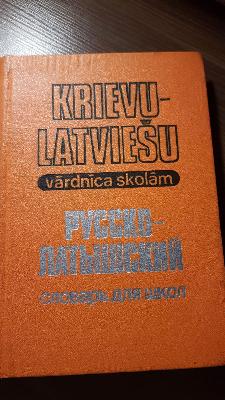 KRIEVU-
LATVIEŠU
vārdnīca skolām
РУССКО-
ЛАТЫШСКИЙ
словарь для школ